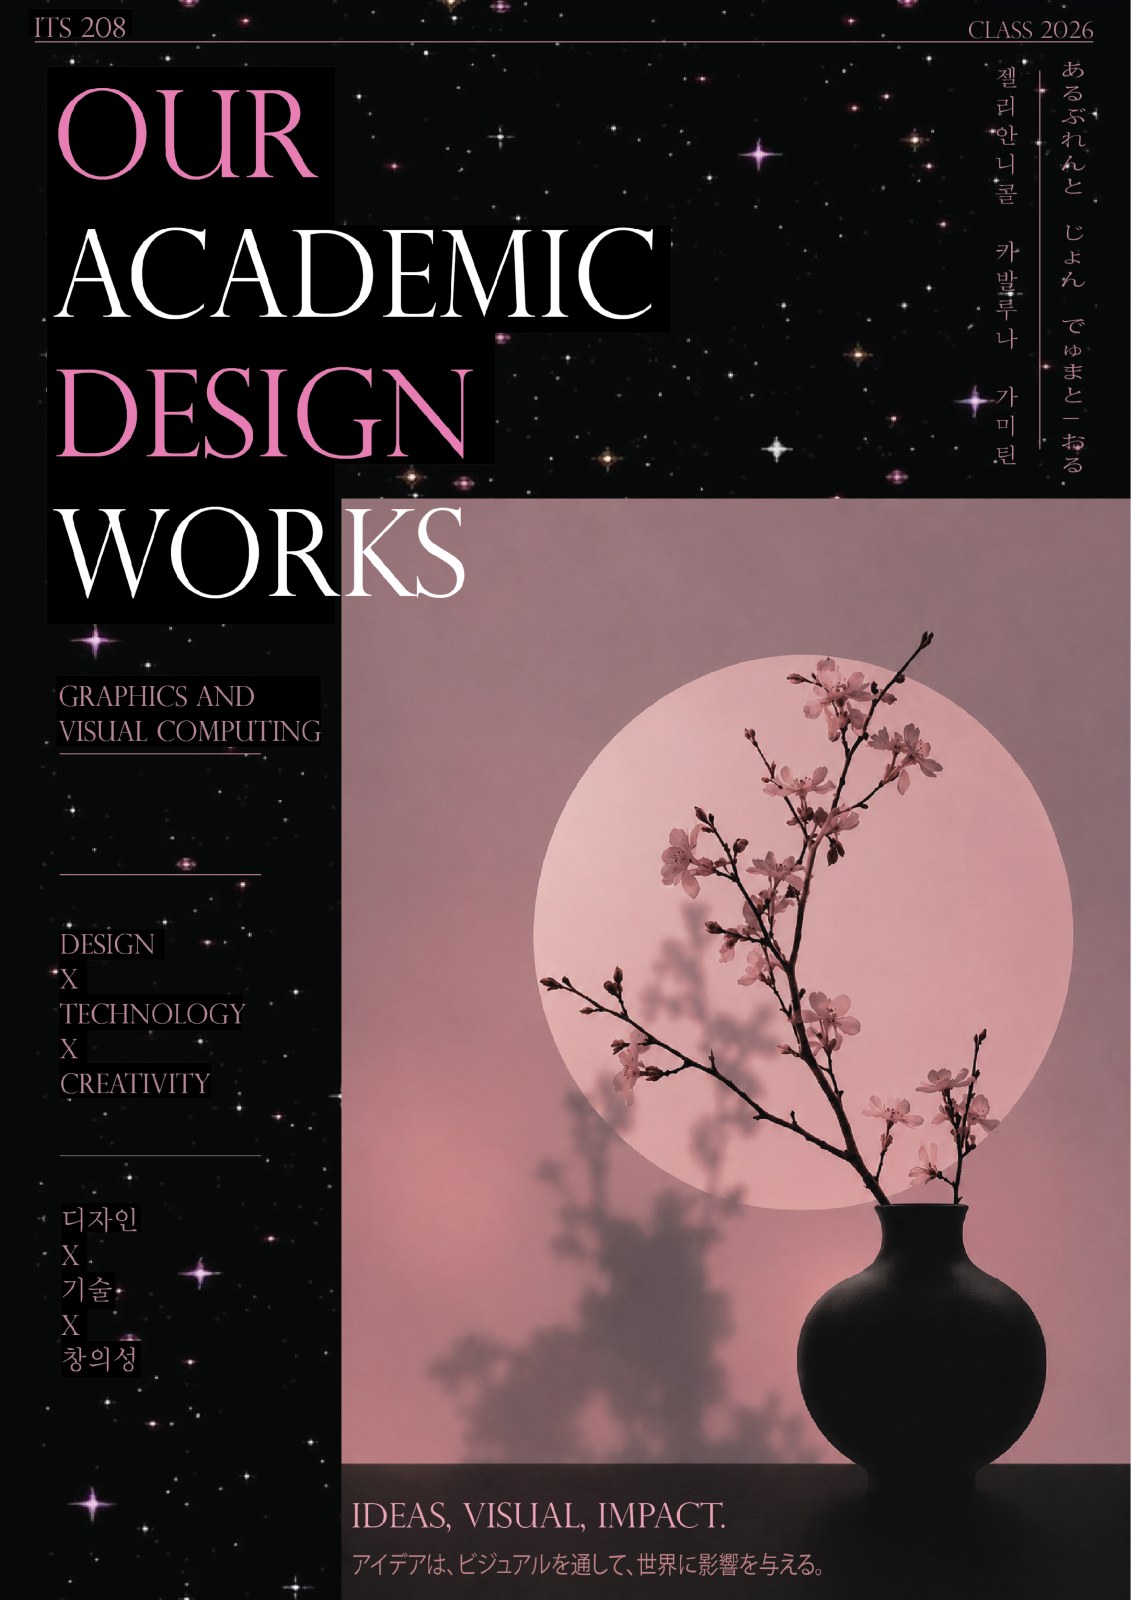 ITS 208
CLASS 2026
OUR
ACADEMIC
DESIGN
WORKS
あるぶれんと じょん でゅまと－おる
젤리안니콜 카발루나 가미틴
GRAPHICS AND
VISUAL COMPUTING
DESIGN
X
TECHNOLOGY
X
CREATIVITY
디자인
X
기술
X
창의성
IDEAS, VISUAL, IMPACT.
アイデアは、ビジュアルを通して、世界に影響を与える。